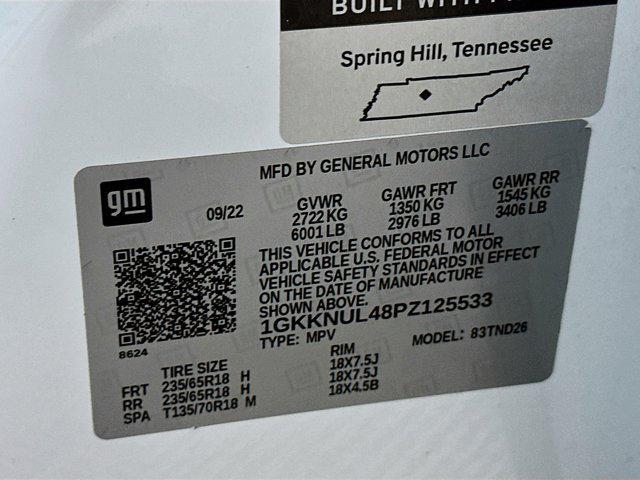 BUILT WITH
Spring Hill, Tennessee
MFD BY GENERAL MOTORS LLC
gm
09/22
GVWR GAWR FRT GAWR RR
2722 KG 1350 KG 1545 KG
6001 LB 2976 LB 3406 LB
THIS VEHICLE CONFORMS TO ALL
APPLICABLE U.S. FEDERAL MOTOR
VEHICLE SAFETY STANDARDS IN EFFECT
ON THE DATE OF MANUFACTURE
SHOWN ABOVE.
1GKKNUL48PZ125533
TYPE: MPV MODEL: 83TND26
8624
TIRE SIZE RIM
FRT 235/65R18 H 18X7.5J
RR 235/65R18 H 18X7.5J
SPA T135/70R18 M 18X4.5B